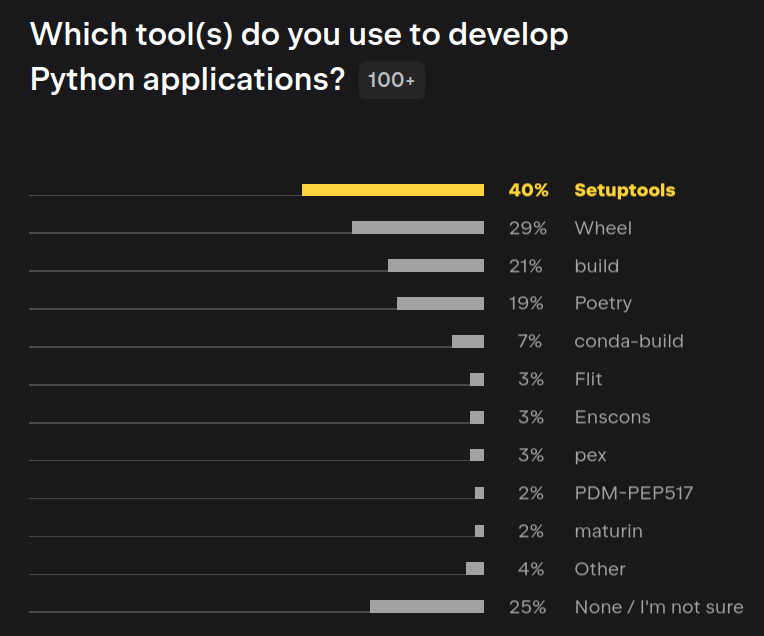 Which tool(s) do you use to develop
Python applications? 100+
40% Setuptools
29% Wheel
21% build
19% Poetry
7% conda-build
3% Flit
3% Enscons
3% pex
2% PDM-PEP517
2% maturin
4% Other
25% None / I'm not sure